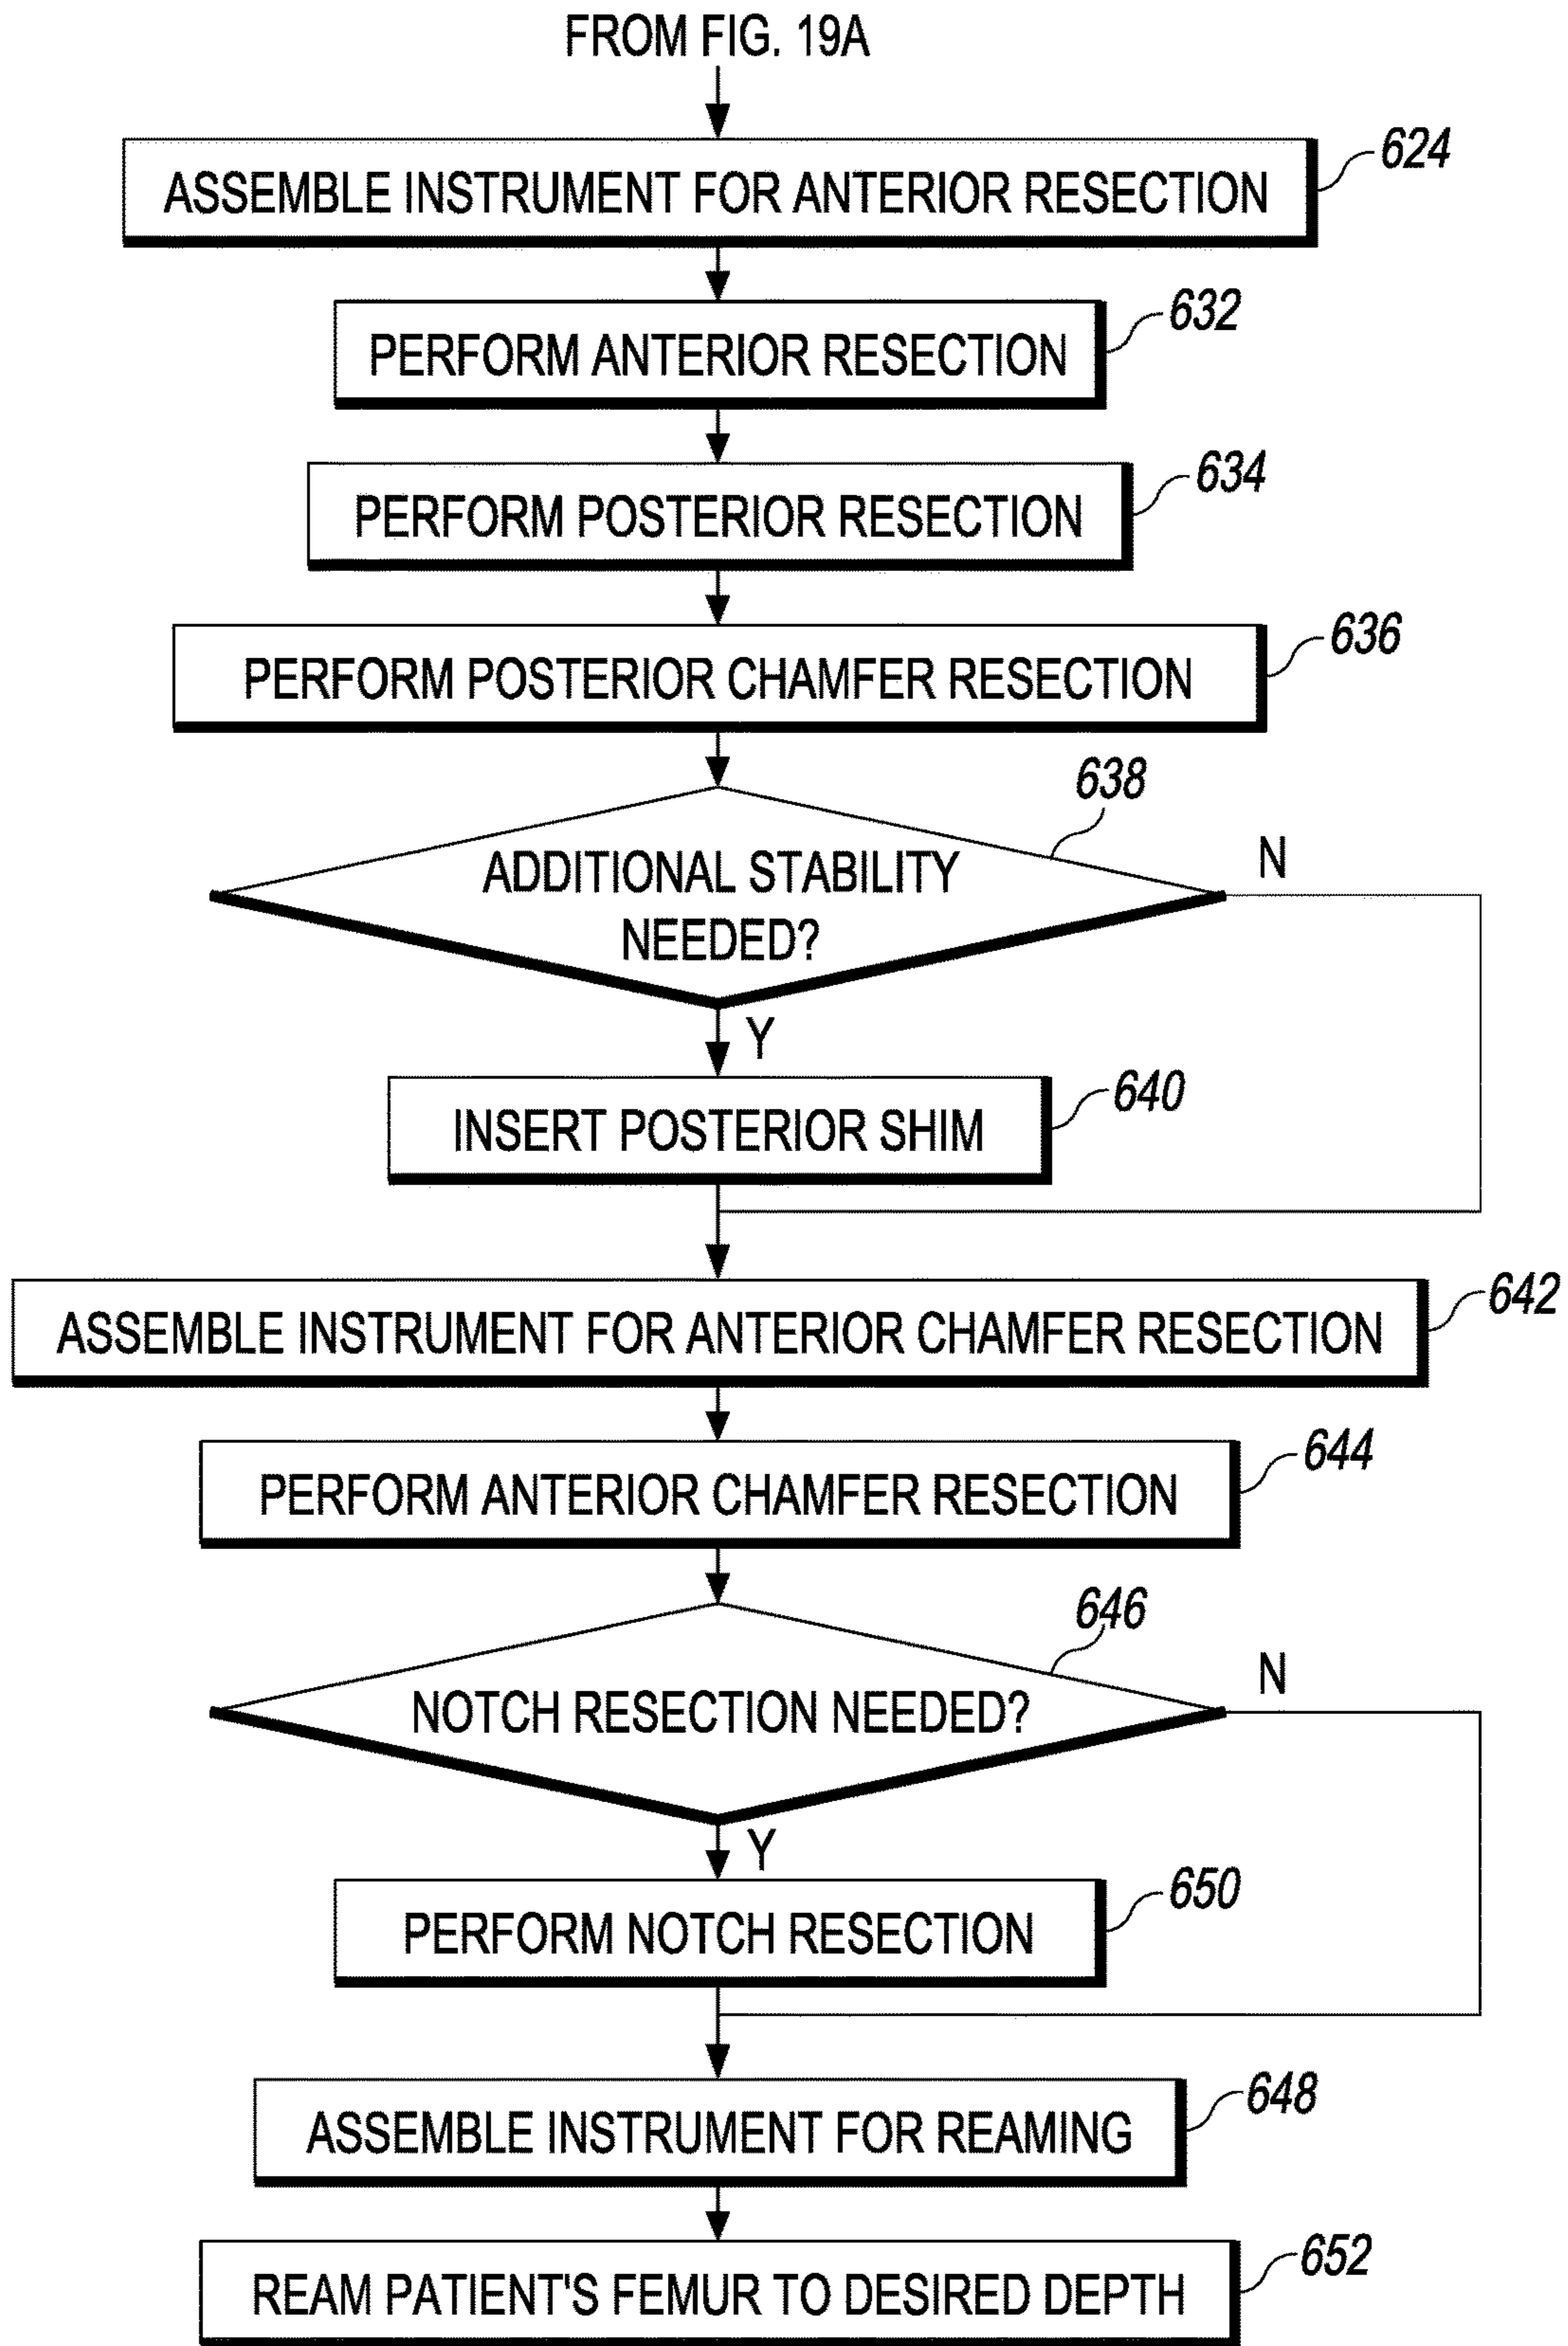 FROM FIG. 19A
ASSEMBLE INSTRUMENT FOR ANTERIOR RESECTION
624
PERFORM ANTERIOR RESECTION
632
PERFORM POSTERIOR RESECTION
634
PERFORM POSTERIOR CHAMFER RESECTION
636
638
ADDITIONAL STABILITY
NEEDED?
N
Y
INSERT POSTERIOR SHIM
640
ASSEMBLE INSTRUMENT FOR ANTERIOR CHAMFER RESECTION
642
PERFORM ANTERIOR CHAMFER RESECTION
644
646
NOTCH RESECTION NEEDED?
N
Y
PERFORM NOTCH RESECTION
650
ASSEMBLE INSTRUMENT FOR REAMING
648
REAM PATIENT'S FEMUR TO DESIRED DEPTH
652